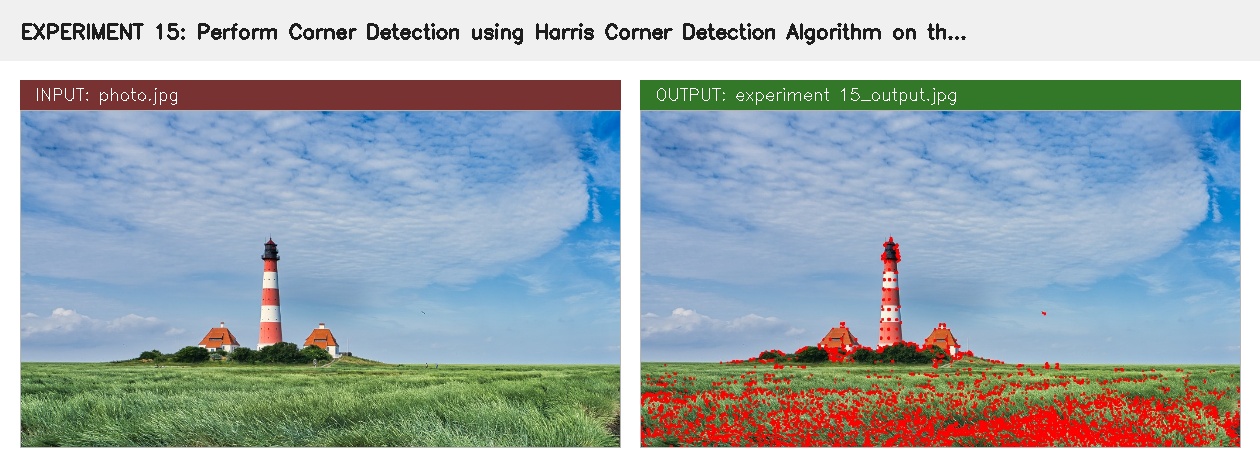 EXPERIMENT 15: Perform Corner Detection using Harris Corner Detection Algorithm on th...
INPUT: photo.jpg
OUTPUT: experiment 15_output.jpg